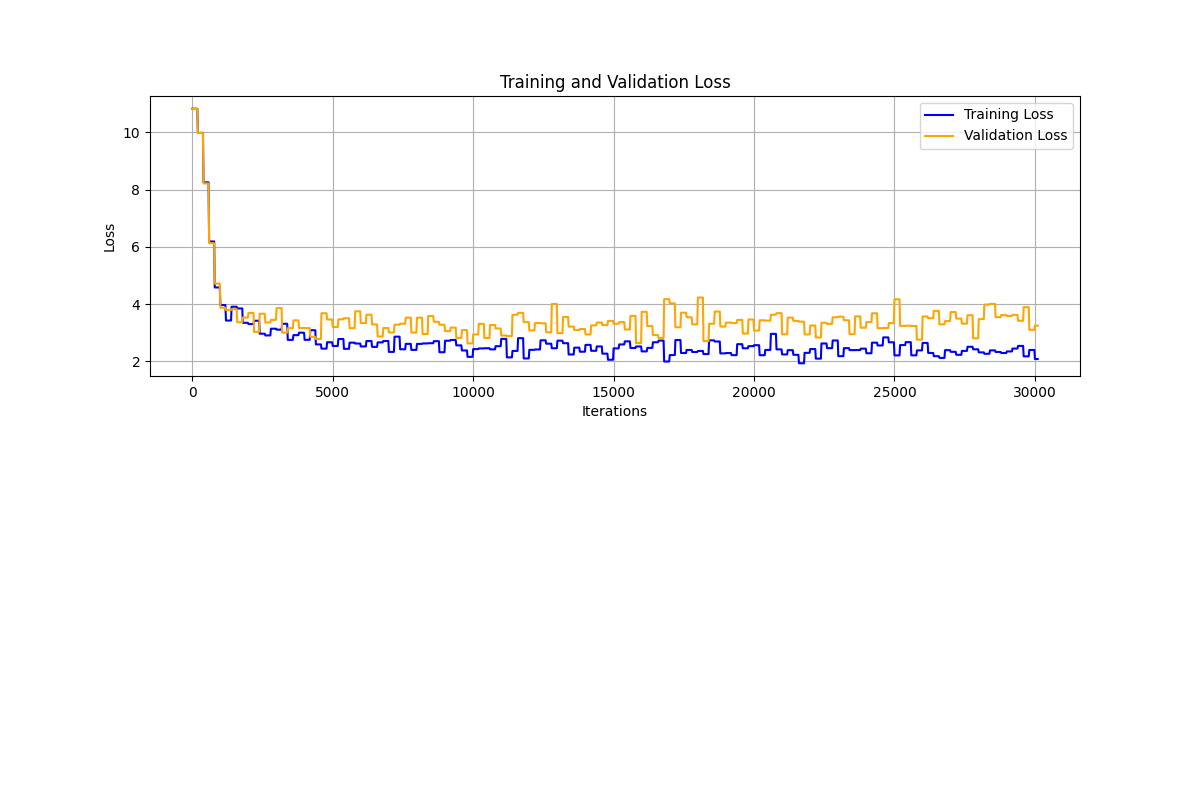 Training and Validation Loss
Training Loss
Validation Loss
10
8
6
4
2
Loss
0
5000
10000
15000
20000
25000
30000
Iterations